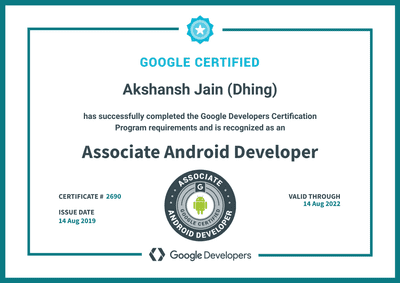 GOOGLE CERTIFIED
Akshansh Jain (Dhing)
has successfully completed the Google Developers Certification
Program requirements and is recognized as an
Associate Android Developer
CERTIFICATE # 2690
ISSUE DATE
14 Aug 2019
ASSOCIATE
G
GOOGLE CERTIFIED
ANDROID DEVELOPER
VALID THROUGH
14 Aug 2022
Google Developers